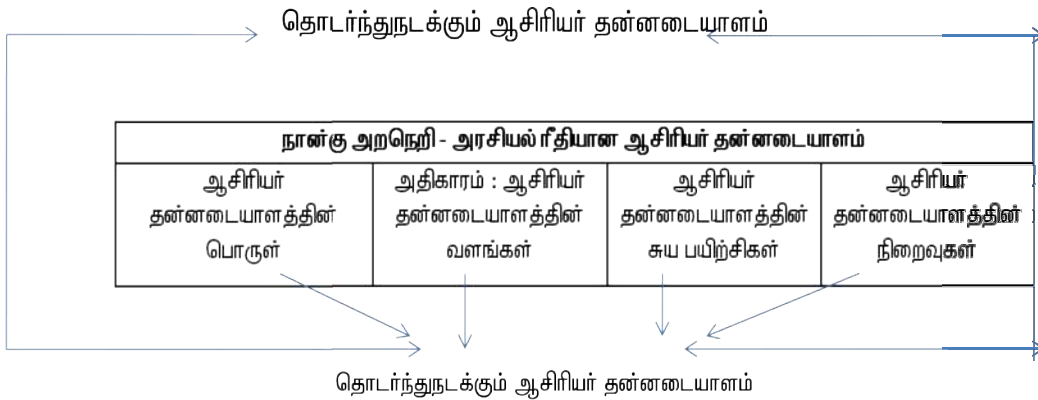 தொடர்ந்துநடக்கும் ஆசிரியர் தன்னடையாளம்
நான்கு அறநெறி - அரசியல் ரீதியான ஆசிரியர் தன்னடையாளம்
ஆசிரியர்
தன்னடையாளத்தின்
பொருள்
அதிகாரம் : ஆசிரியர்
தன்னடையாளத்தின்
வளங்கள்
ஆசிரியர்
தன்னடையாளத்தின்
சுய பயிற்சிகள்
ஆசிரியர்
தன்னடையாளத்தின்
நிறைவுகள்
தொடர்ந்துநடக்கும் ஆசிரியர் தன்னடையாளம்